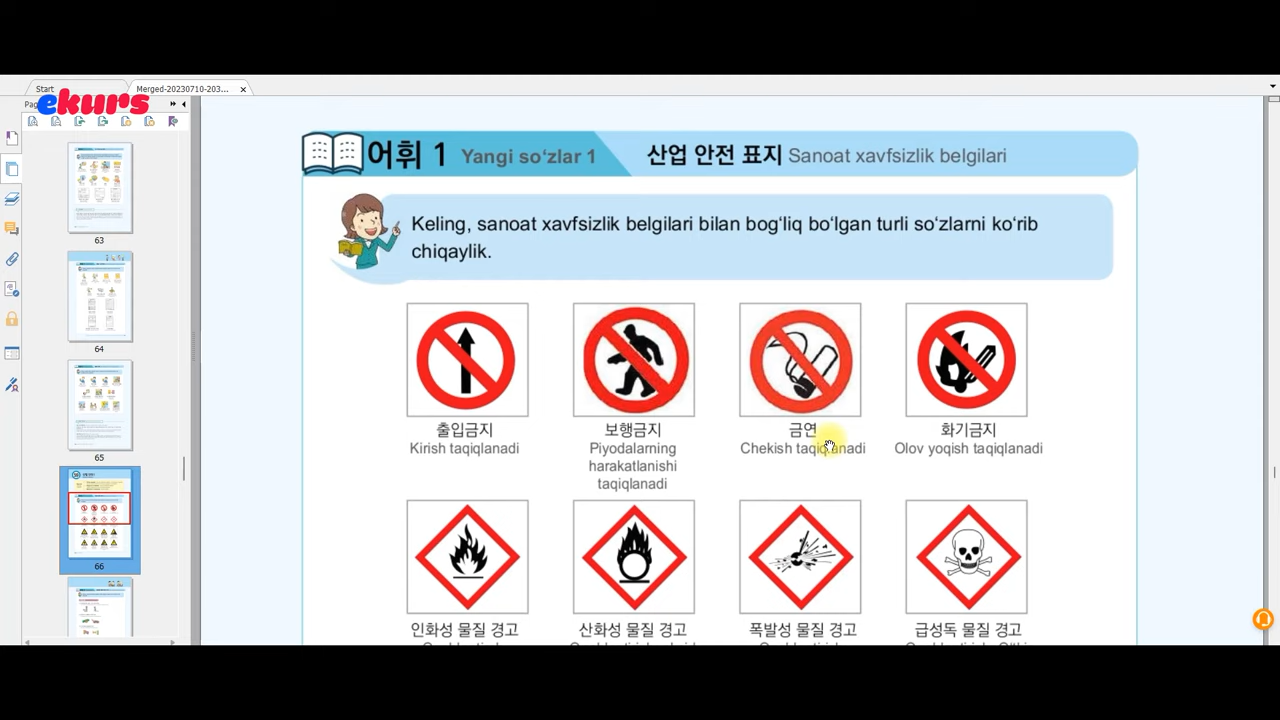 Start
Merged-20230710-203...
ekurs
63
64
65
66
어휘 1 Yangi so‘zlar 1 산업 안전 표지 Sanoat xavfsizlik belgilari
Keling, sanoat xavfsizlik belgilari bilan bog‘liq bo‘lgan turli so‘zlarni ko‘rib
chiqaylik.
출입금지 보행금지 금연 화기금지
Kirish taqiqlanadi Piyodalarning Chekish taqiqlanadi Olov yoqish taqiqlanadi
harakatlanishi
taqiqlanadi
인화성 물질 경고 산화성 물질 경고 폭발성 물질 경고 급성독 물질 경고